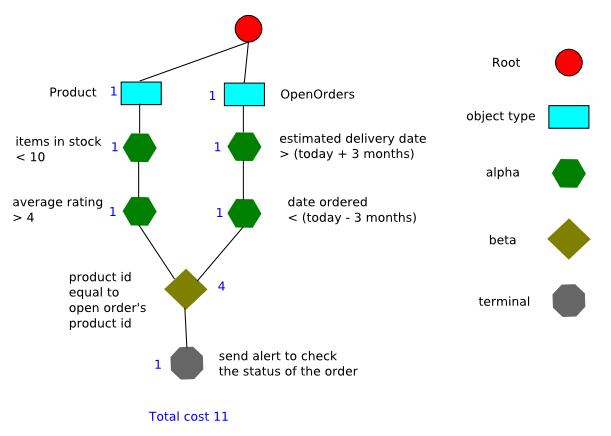 Root
Product
1
1
OpenOrders
object type
items in stock
< 10
1
1
estimated delivery date
> (today + 3 months)
alpha
average rating
> 4
1
1
date ordered
< (today - 3 months)
beta
product id
equal to
open order's
product id
4
terminal
1
send alert to check
the status of the order
Total cost 11